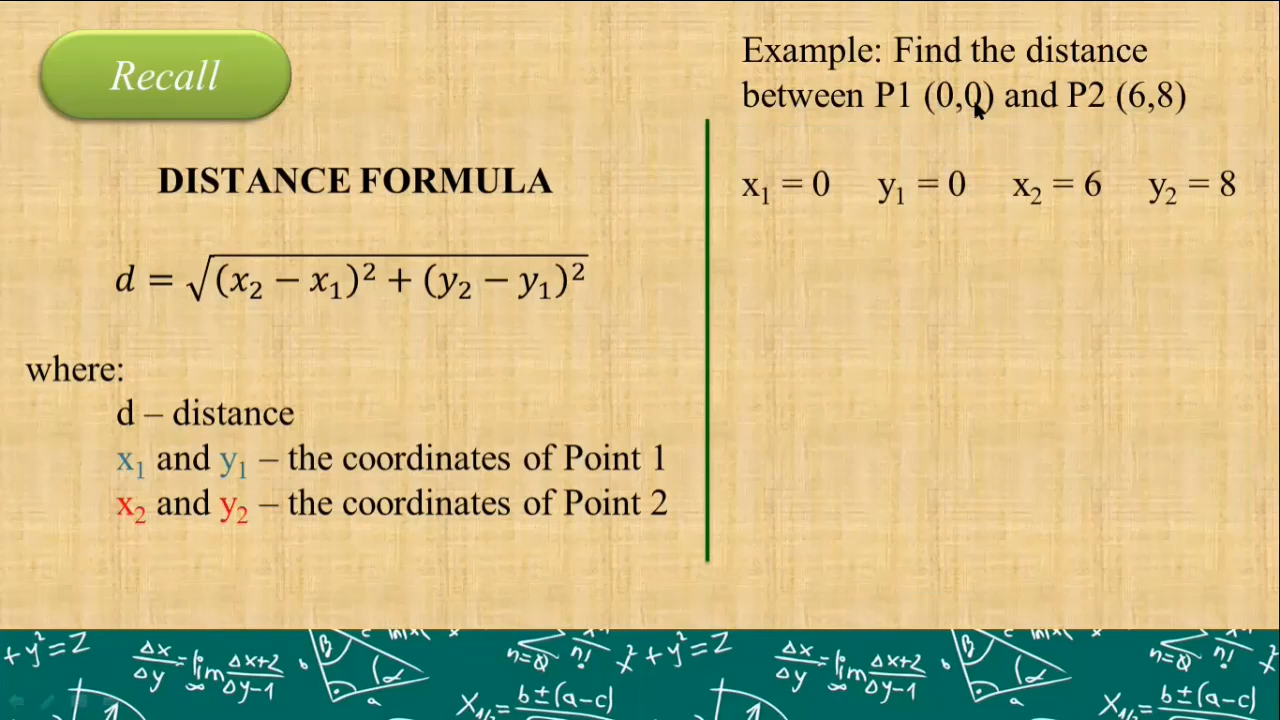 Recall
DISTANCE FORMULA
d = √(x₂ − x₁)² + (y₂ − y₁)²
where:
d – distance
x₁ and y₁ – the coordinates of Point 1
x₂ and y₂ – the coordinates of Point 2
Example: Find the distance
between P1 (0,0) and P2 (6,8)
x₁ = 0 y₁ = 0 x₂ = 6 y₂ = 8